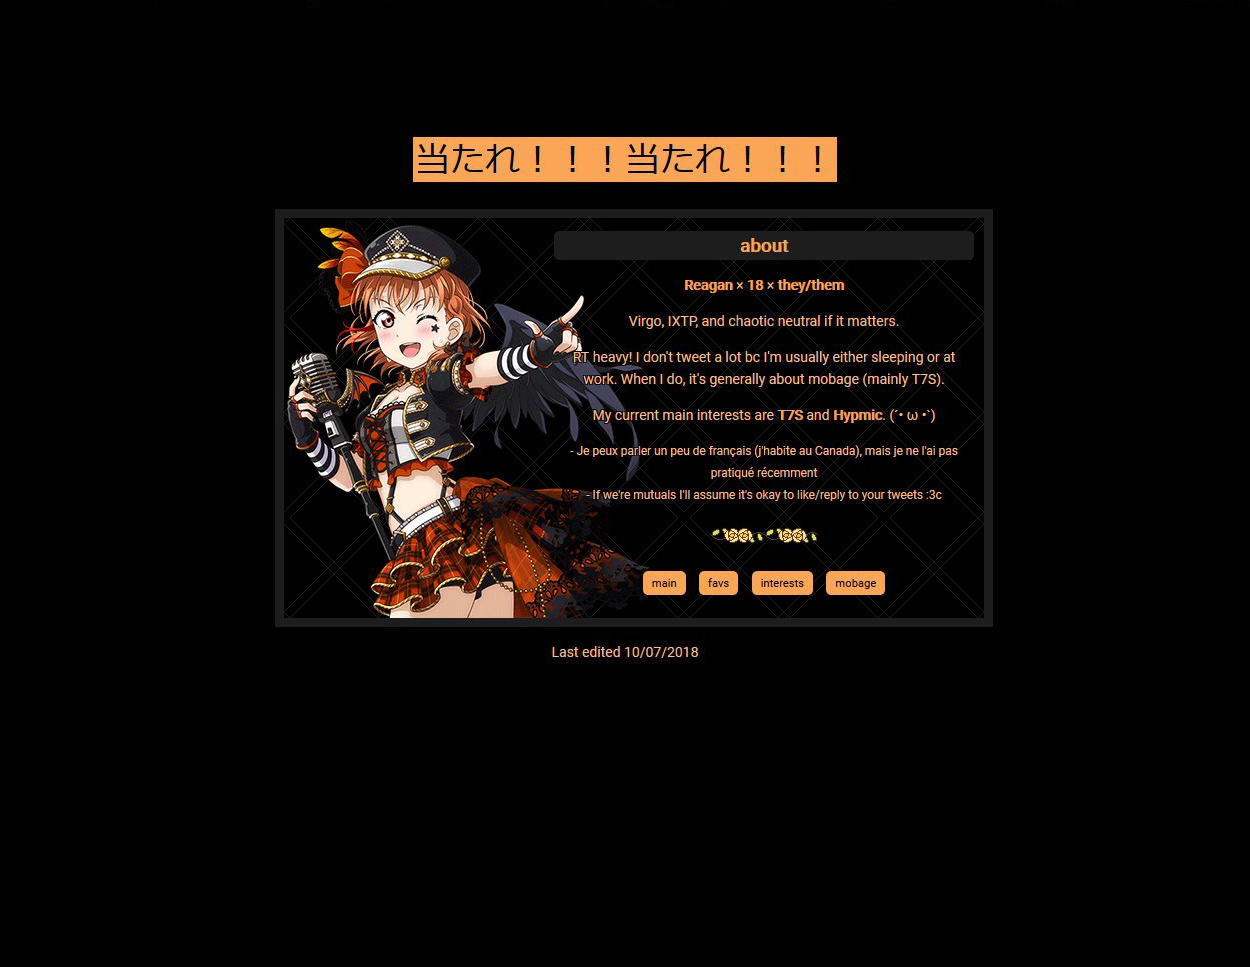 当たれ！！！当たれ！！！
about
Reagan × 18 × they/them
Virgo, IXTP, and chaotic neutral if it matters.
RT heavy! I don't tweet a lot bc I'm usually either sleeping or at
work. When I do, it's generally about mobage (mainly T7S).
My current main interests are T7S and Hypmic. (´・ω・`)
- Je peux parler un peu de français (j'habite au Canada), mais je ne l'ai pas
pratiqué récemment
- If we're mutuals I'll assume it's okay to like/reply to your tweets :3c
main favs interests mobage
Last edited 10/07/2018